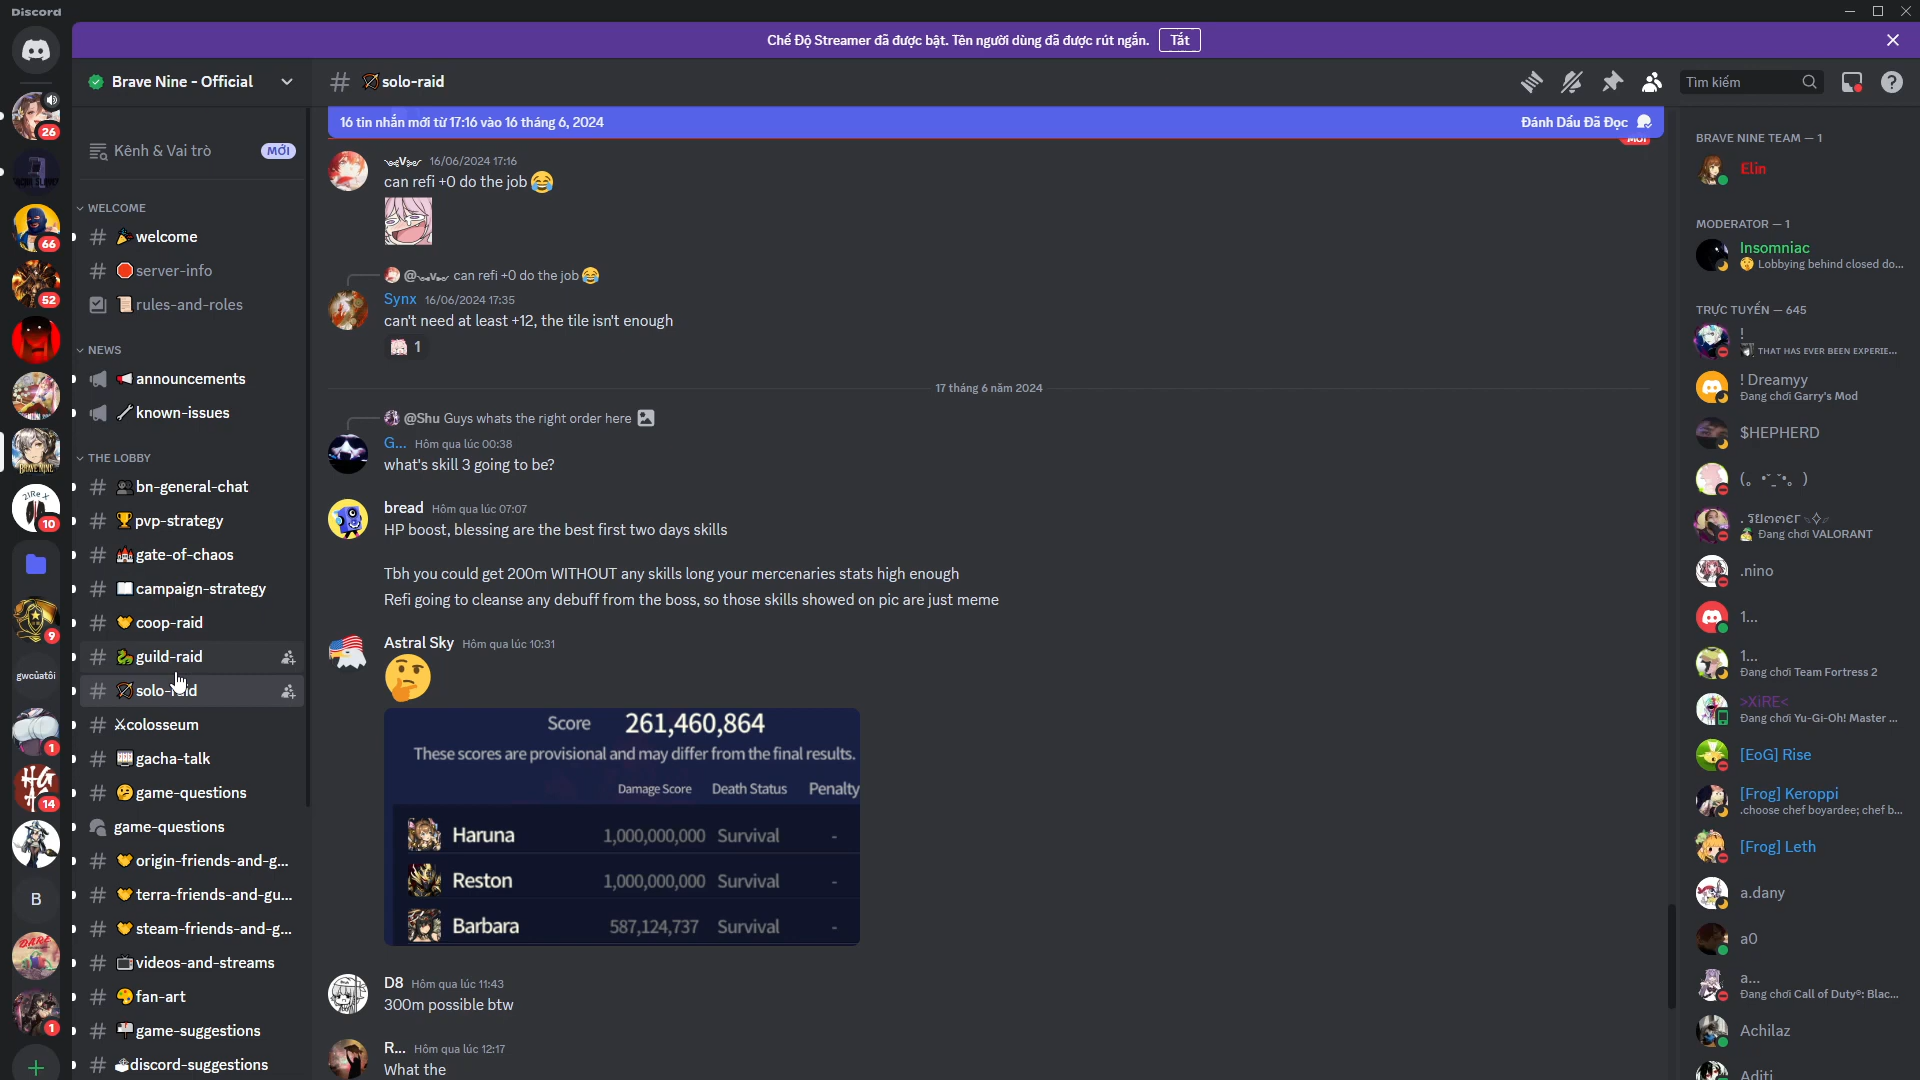 Discord
Chế Độ Streamer đã được bật. Tên người dùng đã được rút ngắn. Tắt
26
66
52
BRAVE NINE
21Re X
10
9
gwcuatôi
1
HG
14
B
DARE
1
Brave Nine - Official
Kênh & Vai trò MỚI
WELCOME
welcome
server-info
rules-and-roles
NEWS
announcements
known-issues
THE LOBBY
bn-general-chat
pvp-strategy
gate-of-chaos
campaign-strategy
coop-raid
guild-raid
solo-raid
colosseum
gacha-talk
game-questions
game-questions
origin-friends-and-g...
terra-friends-and-gu...
steam-friends-and-g...
videos-and-streams
fan-art
game-suggestions
discord-suggestions
solo-raid
Tìm kiếm
16 tin nhắn mới từ 17:16 vào 16 tháng 6, 2024 Đánh Dấu Đã Đọc
MỚI
16/06/2024 17:16
can refi +0 do the job 😂
can refi +0 do the job 😂
Synx 16/06/2024 17:35
can't need at least +12, the tile isn't enough
1
17 tháng 6 năm 2024
@Shu Guys whats the right order here
G... Hôm qua lúc 00:38
what's skill 3 going to be?
bread Hôm qua lúc 07:07
HP boost, blessing are the best first two days skills
Tbh you could get 200m WITHOUT any skills long your mercenaries stats high enough
Refi going to cleanse any debuff from the boss, so those skills showed on pic are just meme
Astral Sky Hôm qua lúc 10:31
🤔
Score 261,460,864
These scores are provisional and may differ from the final results.
Damage Score Death Status Penalty
Haruna 1,000,000,000 Survival -
Reston 1,000,000,000 Survival -
Barbara 587,124,737 Survival -
D8 Hôm qua lúc 11:43
300m possible btw
R... Hôm qua lúc 12:17
What the
BRAVE NINE TEAM — 1
Elin
MODERATOR — 1
Insomniac
Lobbying behind closed do...
TRỰC TUYẾN — 645
!
THAT HAS EVER BEEN EXPERIE...
! Dreamyy
Đang chơi Garry's Mod
$HEPHERD
Đang chơi VALORANT
.nino
1...
1...
Đang chơi Team Fortress 2
>XiRE<
Đang chơi Yu-Gi-Oh! Master ...
[EoG] Rise
[Frog] Keroppi
.choose chef boyardee; chef b...
[Frog] Leth
a.dany
a0
a...
Đang chơi Call of Duty®: Blac...
Achilaz
Aditi